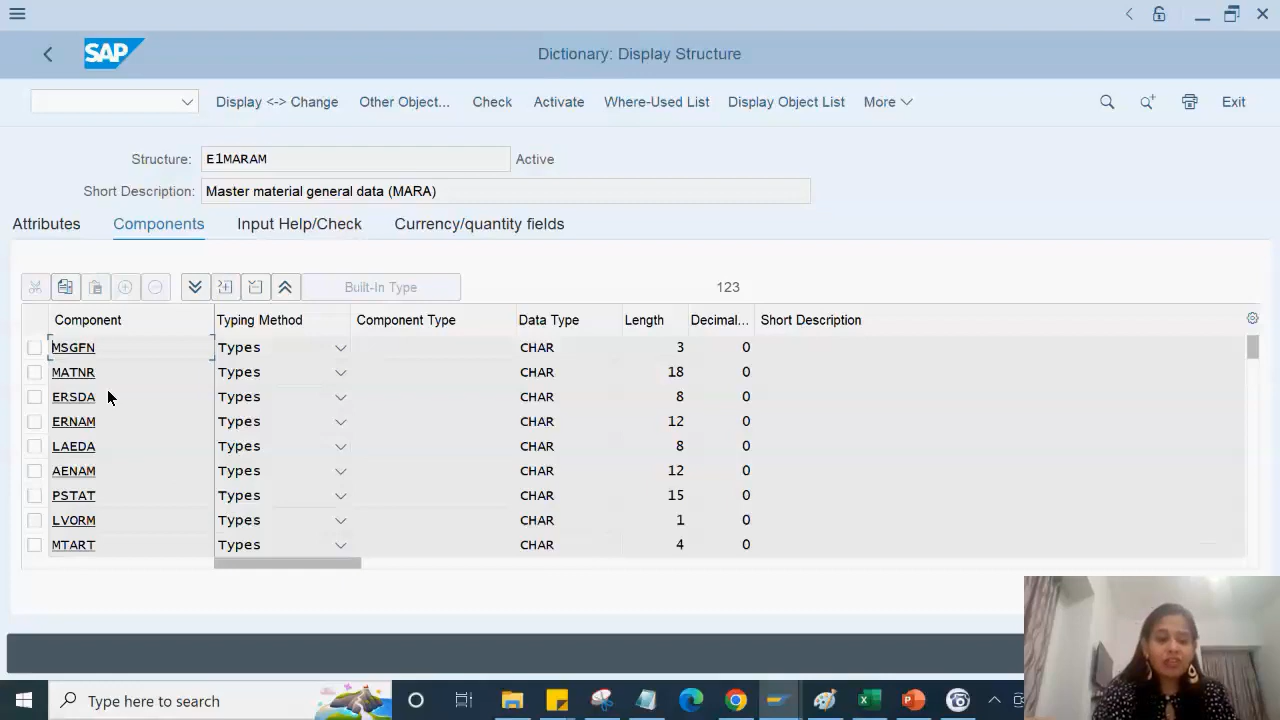 SAP
Dictionary: Display Structure
Display <-> Change
Other Object...
Check
Activate
Where-Used List
Display Object List
More
Exit
Structure:
E1MARAM
Active
Short Description:
Master material general data (MARA)
Attributes
Components
Input Help/Check
Currency/quantity fields
Built-In Type
123
Component Typing Method Component Type Data Type Length Decimal... Short Description
MSGFN Types CHAR 3 0
MATNR Types CHAR 18 0
ERSDA Types CHAR 8 0
ERNAM Types CHAR 12 0
LAEDA Types CHAR 8 0
AENAM Types CHAR 12 0
PSTAT Types CHAR 15 0
LVORM Types CHAR 1 0
MTART Types CHAR 4 0
Type here to search